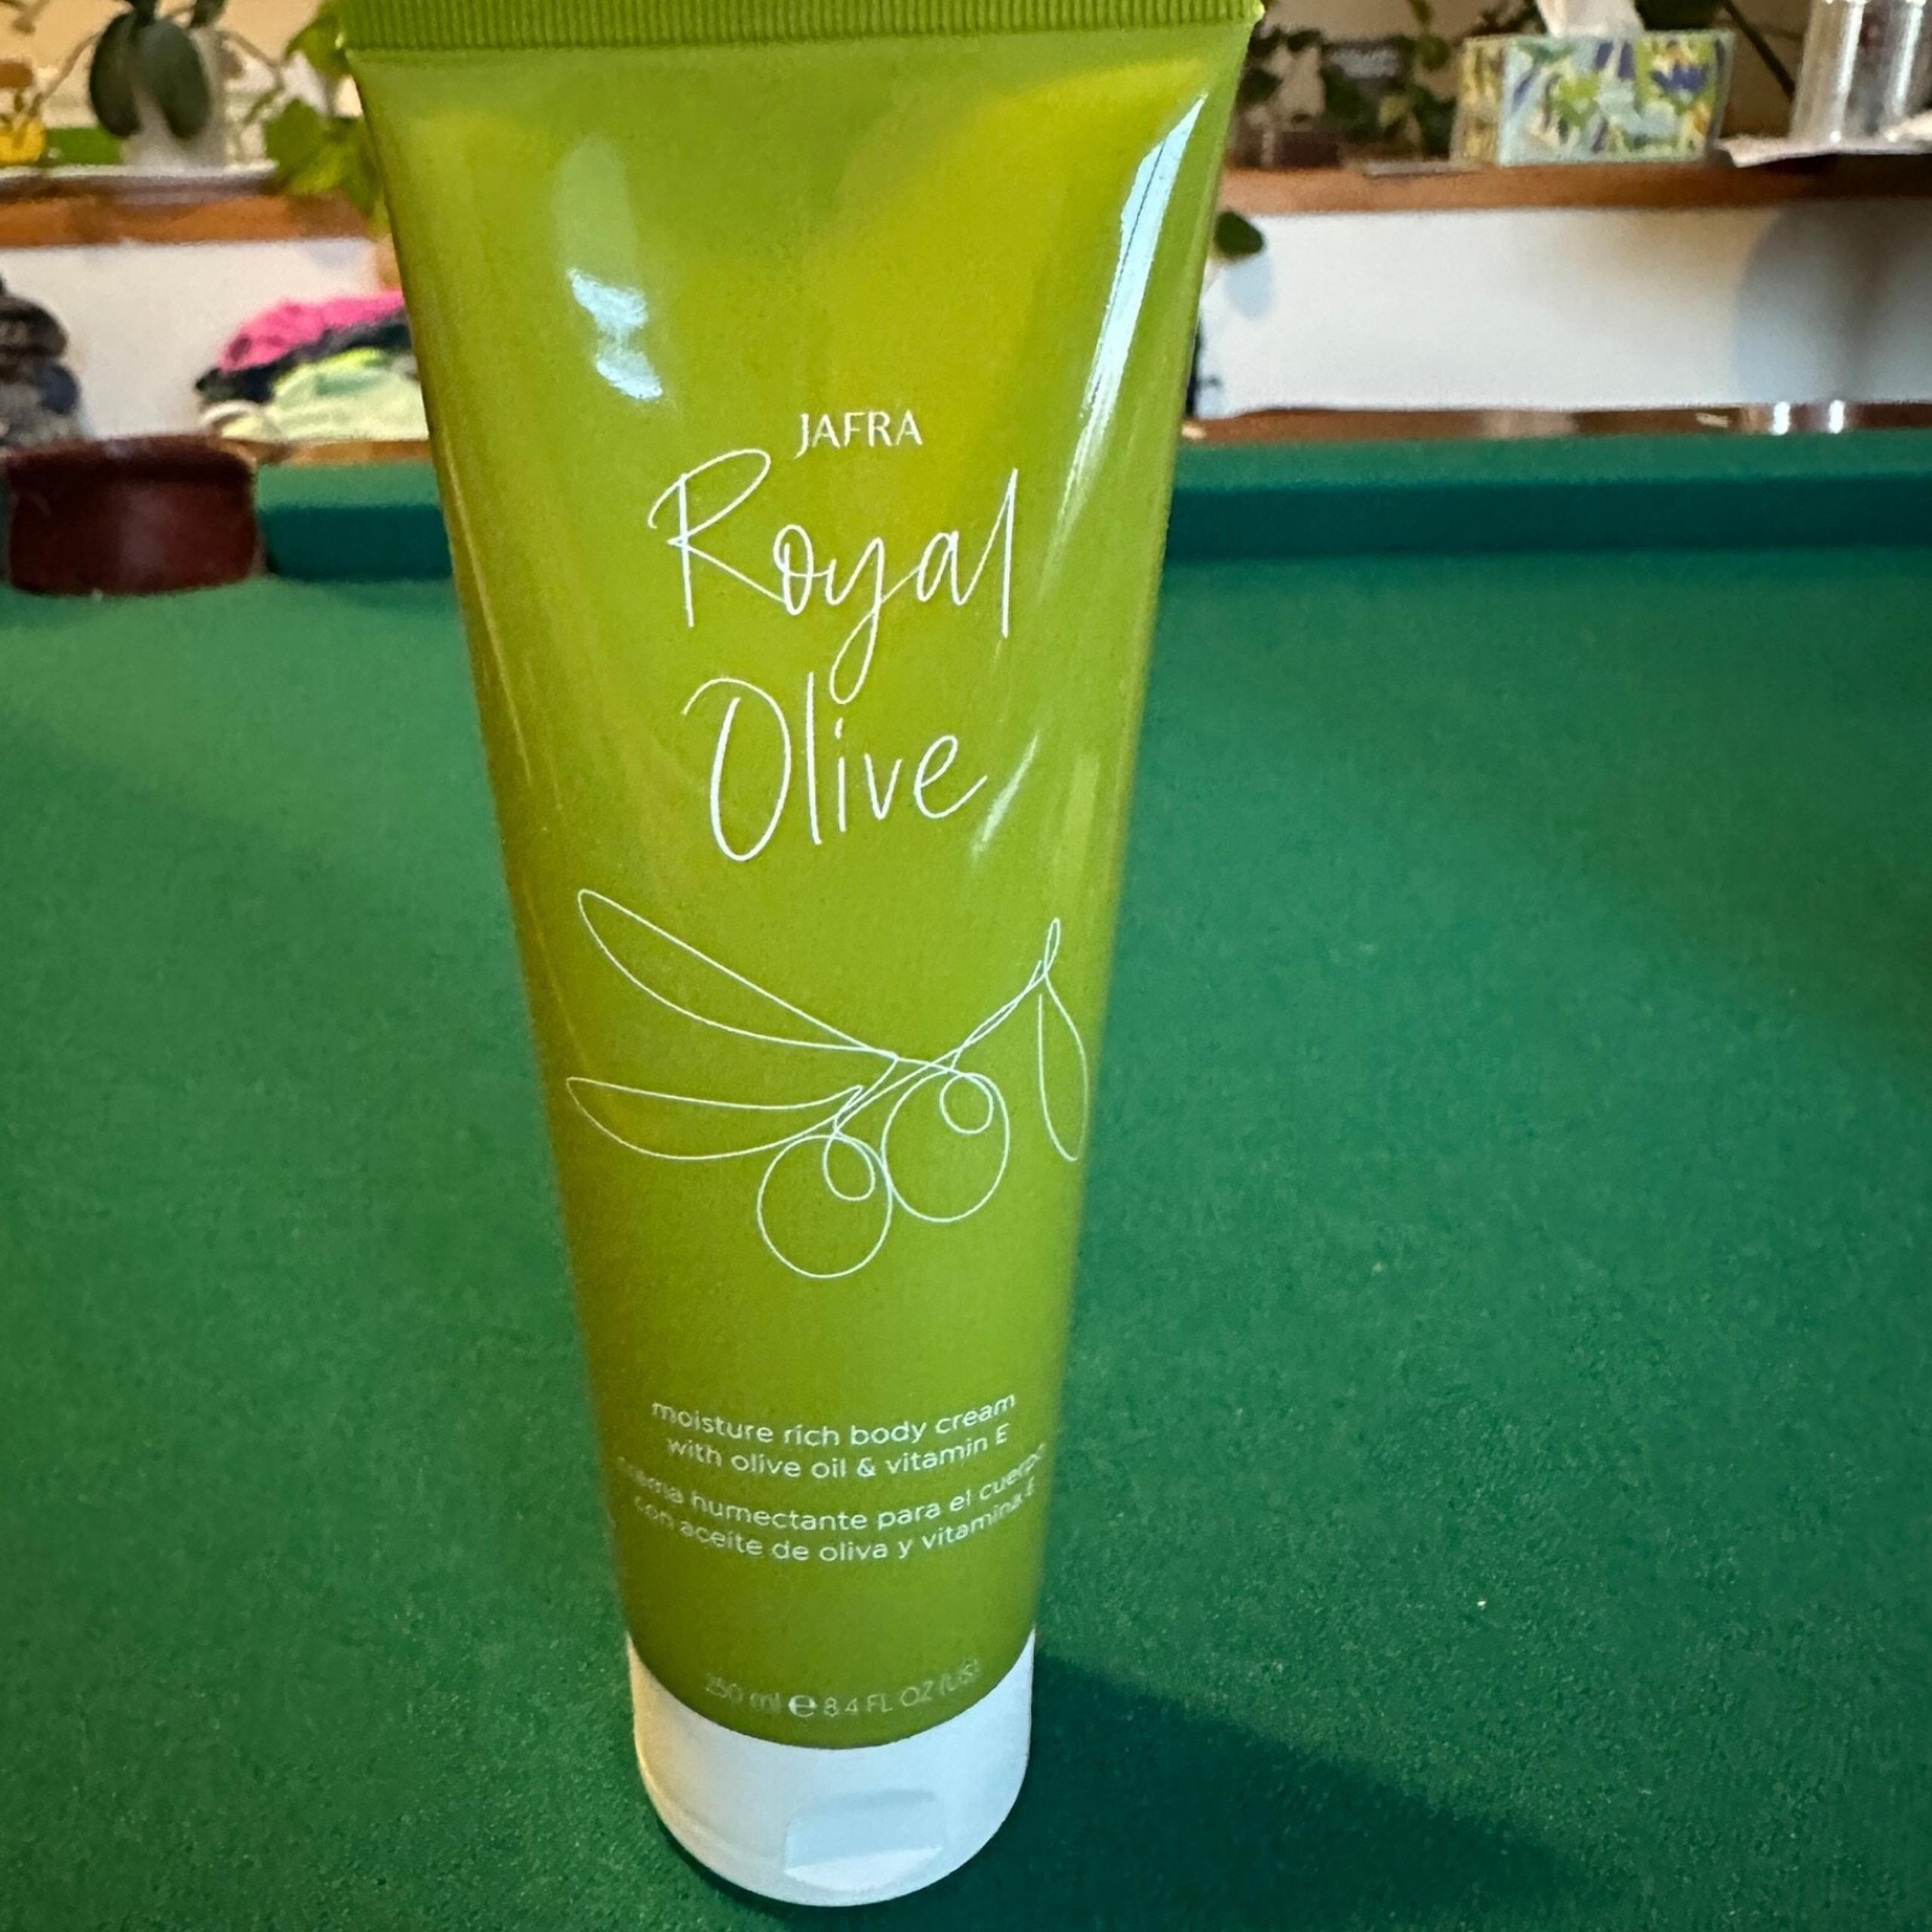 JAFRA
Royal
Olive
moisture rich body cream
with olive oil & vitamin E
crema humectante para el cuerpo
con aceite de oliva y vitamina E
250 ml e 8.4 FL OZ (US)